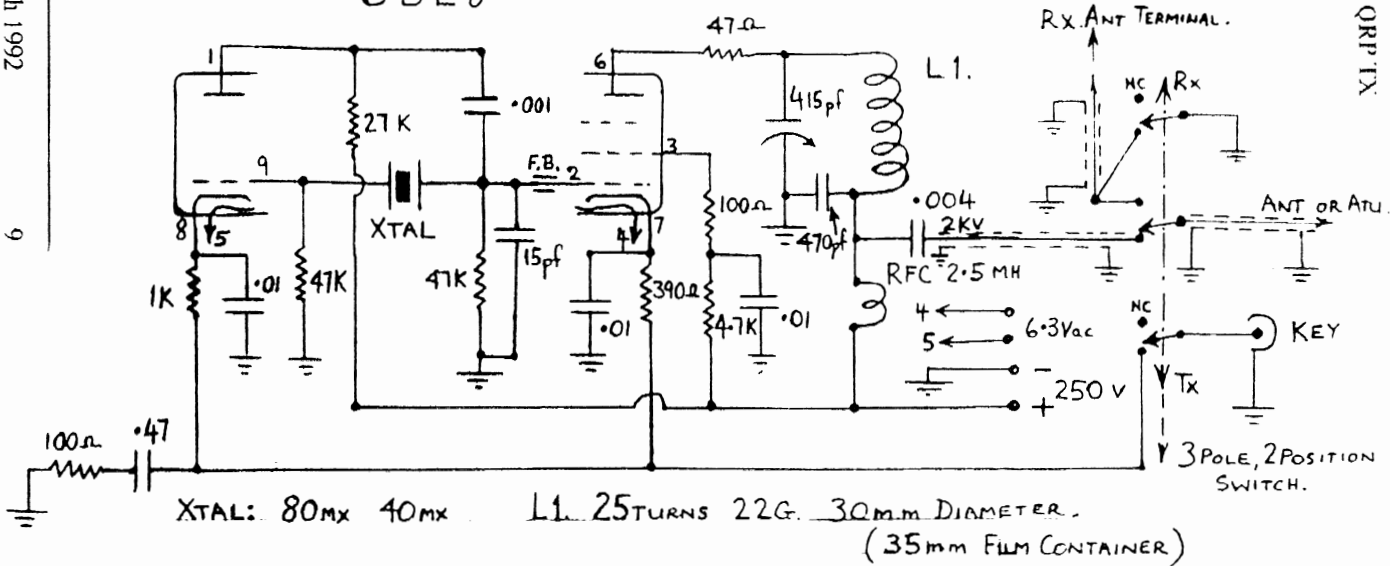 h 1992
9
QRP TX
47Ω
RX. ANT TERMINAL.
L1.
1
6
NC
Rx
.001
415pf
27K
3
9
F.B.
2
100Ω
.004
2KV
ANT OR ATU.
XTAL
8
5
15pf
4
7
470pf
RFC 2.5 MH
1K
.01
47K
47K
.01
390Ω
4.7K
.01
4
6.3Vac
5
NC
KEY
-
250 V
+
Tx
100Ω
.47
3 POLE, 2 POSITION
SWITCH.
XTAL: 80mx 40mx
L1. 25 TURNS 22G. 30mm DIAMETER.
(35mm FILM CONTAINER)